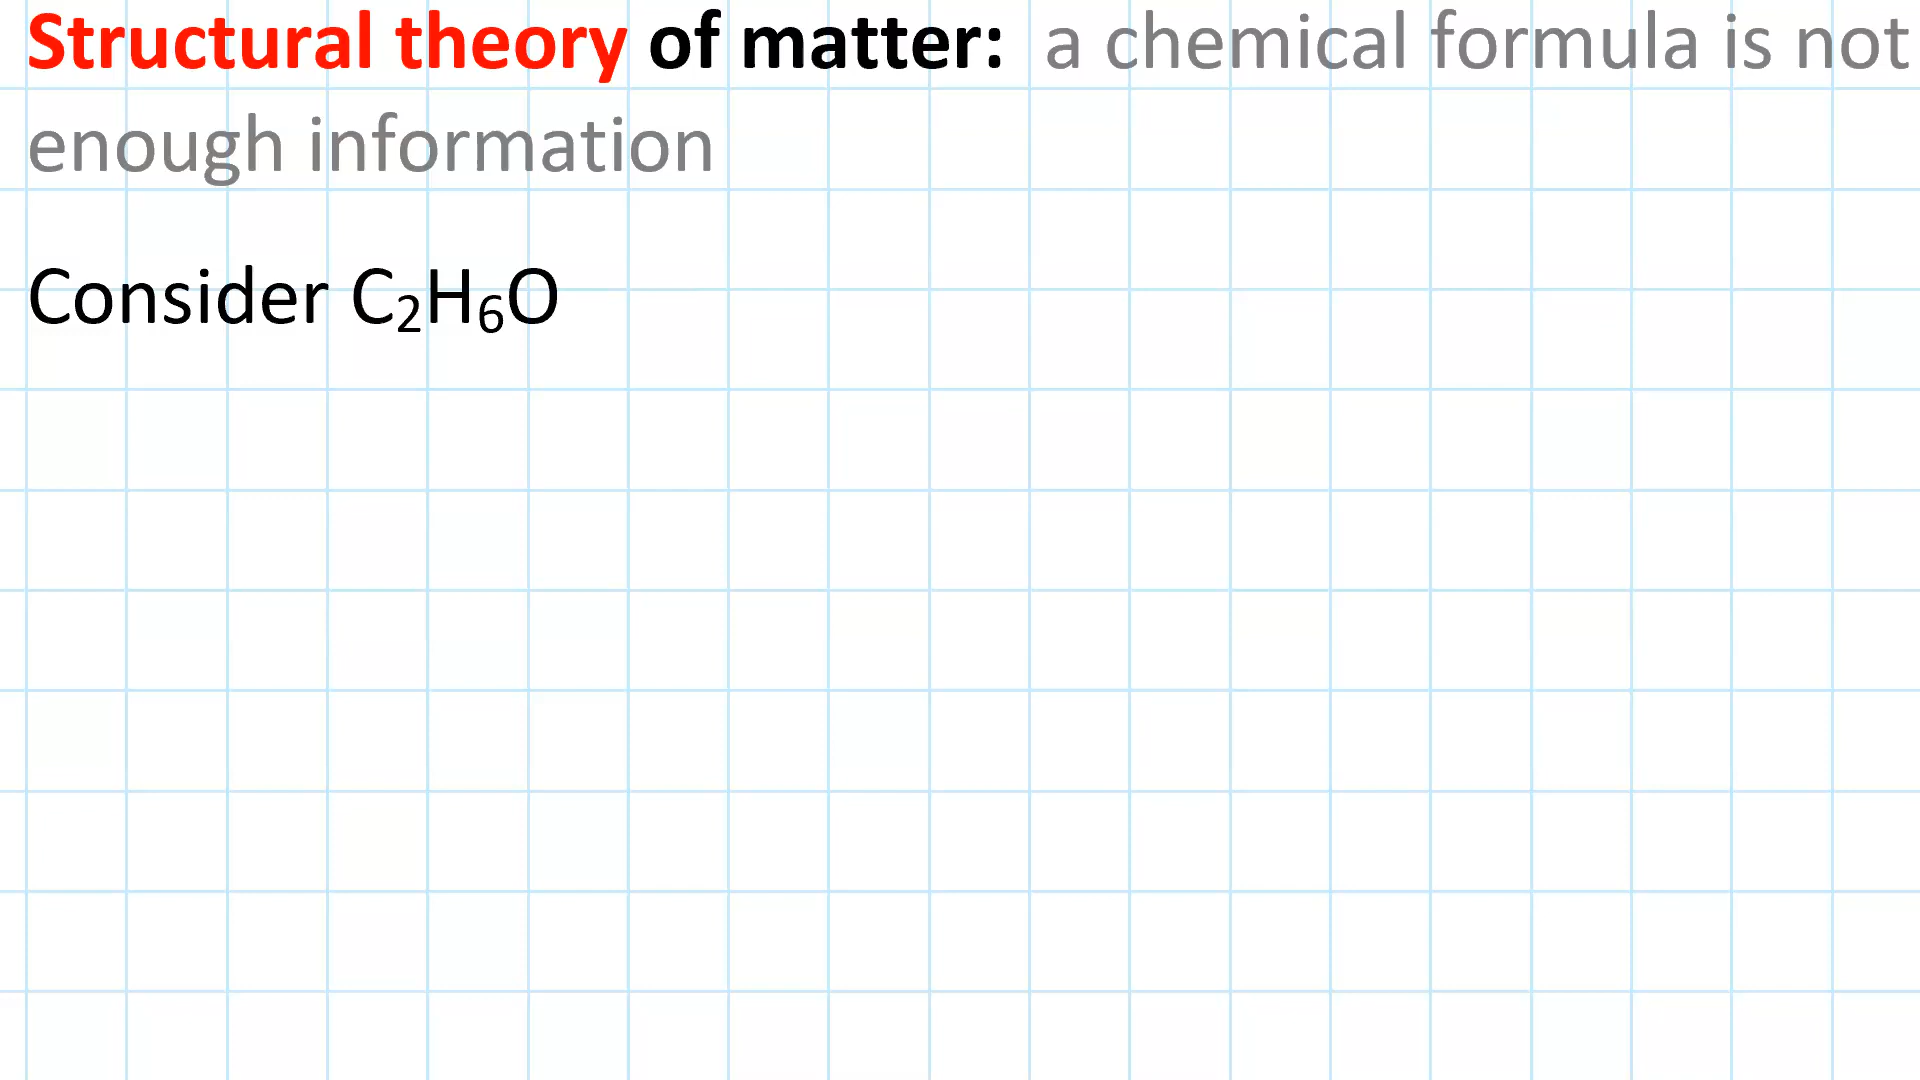 Structural theory of matter: a chemical formula is not
enough information
Consider C₂H₆O